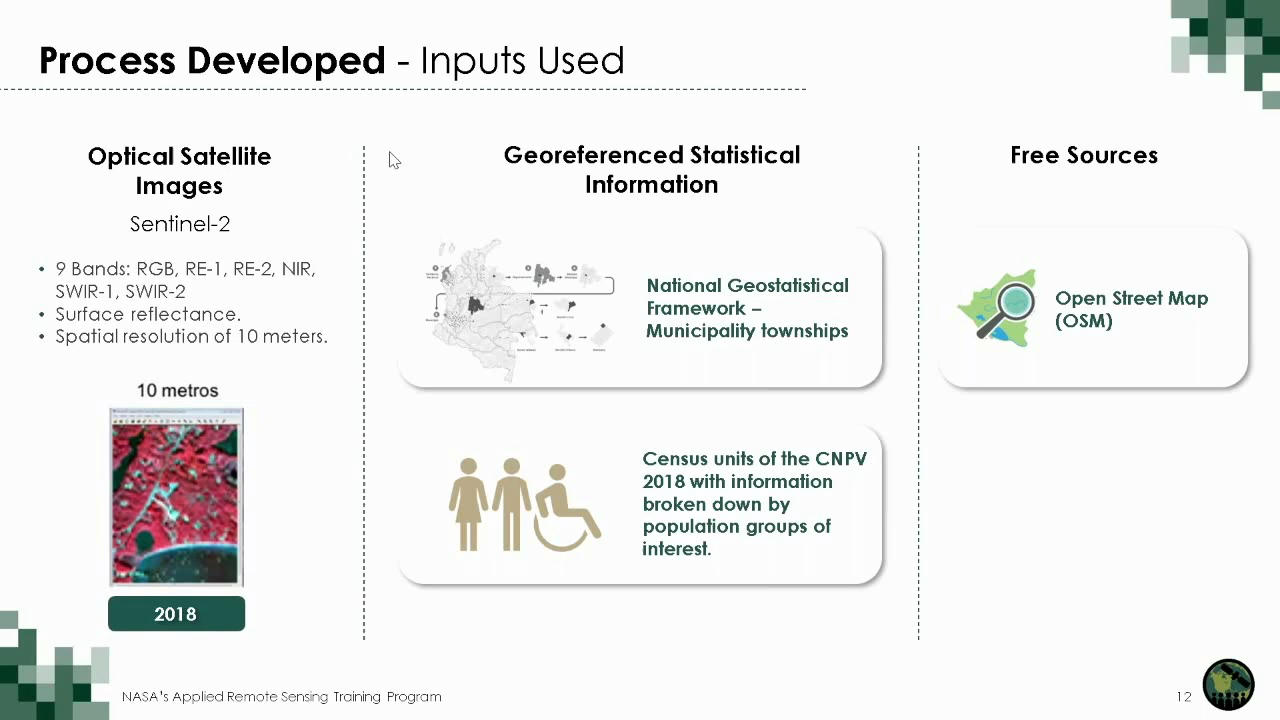 Process Developed - Inputs Used
Optical Satellite
Images
Sentinel-2
• 9 Bands: RGB, RE-1, RE-2, NIR,
SWIR-1, SWIR-2
• Surface reflectance.
• Spatial resolution of 10 meters.
10 metros
2018
Georeferenced Statistical
Information
National Geostatistical
Framework –
Municipality townships
Census units of the CNPV
2018 with information
broken down by
population groups of
interest.
Free Sources
Open Street Map
(OSM)
NASA's Applied Remote Sensing Training Program
12